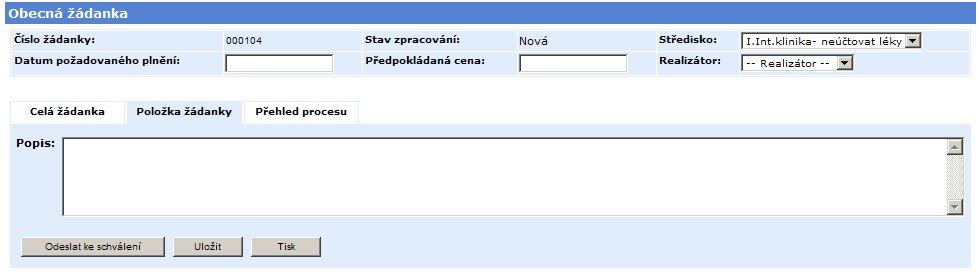 Obecná žádanka
Číslo žádanky: 000104 Stav zpracování: Nová Středisko: I.Int.klinika- neúčtovat léky
Datum požadovaného plnění: Předpokládaná cena: Realizátor: -- Realizátor --
Celá žádanka Položka žádanky Přehled procesu
Popis:
Odeslat ke schválení Uložit Tisk